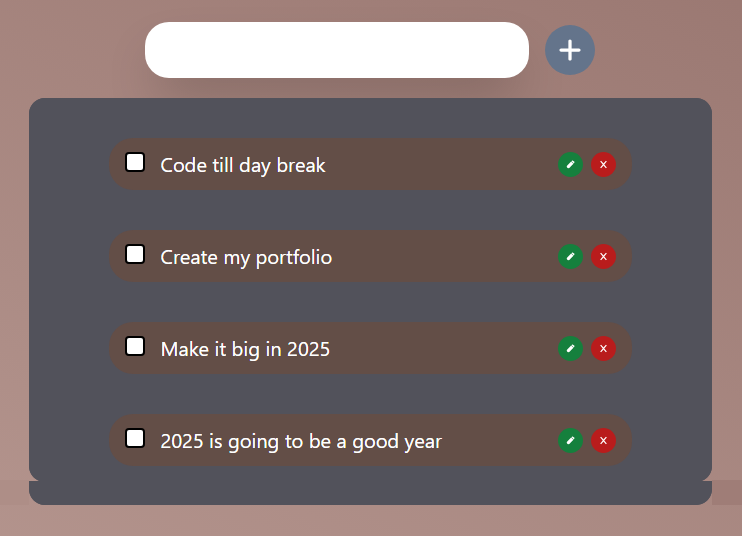 Code till day break
Create my portfolio
Make it big in 2025
2025 is going to be a good year